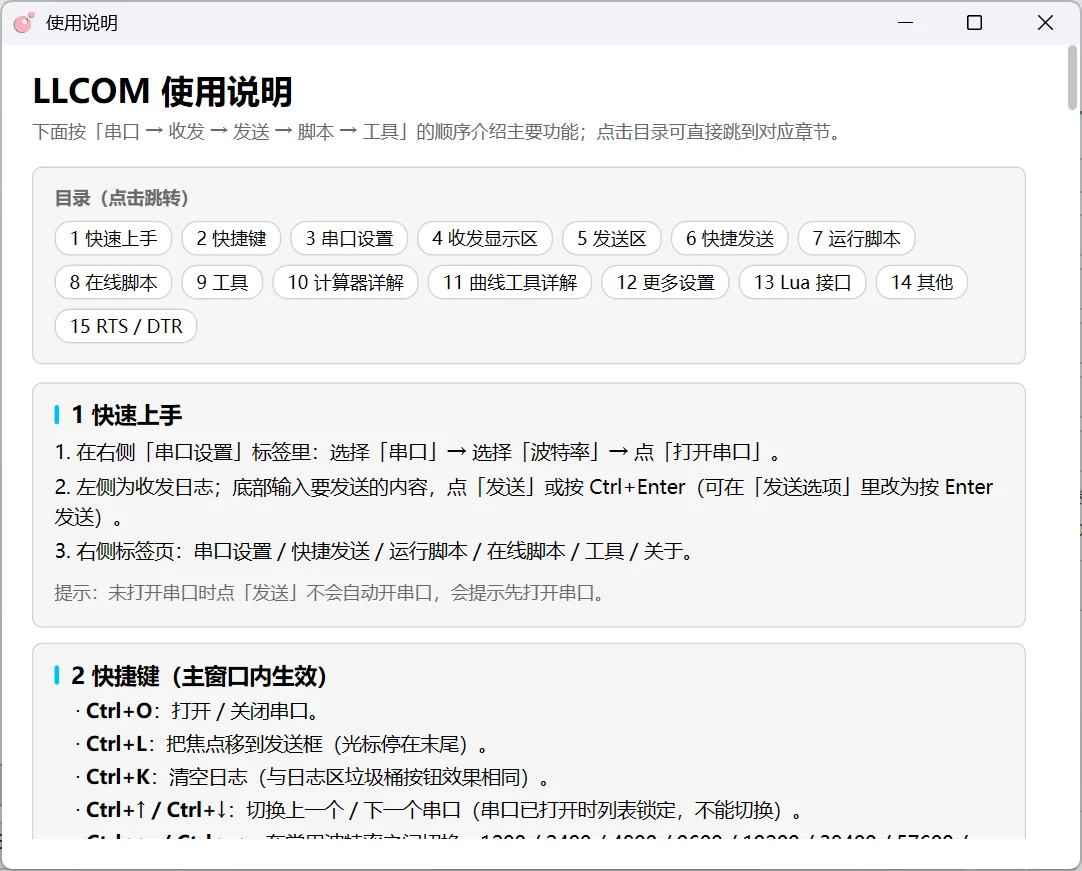 使用说明
LLCOM 使用说明
下面按「串口 → 收发 → 发送 → 脚本 → 工具」的顺序介绍主要功能；点击目录可直接跳到对应章节。
目录（点击跳转）
1 快速上手 2 快捷键 3 串口设置 4 收发显示区 5 发送区 6 快捷发送 7 运行脚本
8 在线脚本 9 工具 10 计算器详解 11 曲线工具详解 12 更多设置 13 Lua 接口 14 其他
15 RTS / DTR
1 快速上手
1. 在右侧「串口设置」标签里：选择「串口」→ 选择「波特率」→ 点「打开串口」。
2. 左侧为收发日志；底部输入要发送的内容，点「发送」或按 Ctrl+Enter（可在「发送选项」里改为按 Enter
发送）。
3. 右侧标签页：串口设置 / 快捷发送 / 运行脚本 / 在线脚本 / 工具 / 关于。
提示：未打开串口时点「发送」不会自动开串口，会提示先打开串口。
2 快捷键（主窗口内生效）
· Ctrl+O：打开 / 关闭串口。
· Ctrl+L：把焦点移到发送框（光标停在末尾）。
· Ctrl+K：清空日志（与日志区垃圾桶按钮效果相同）。
· Ctrl+↑ / Ctrl+↓：切换上一个 / 下一个串口（串口已打开时列表锁定，不能切换）。